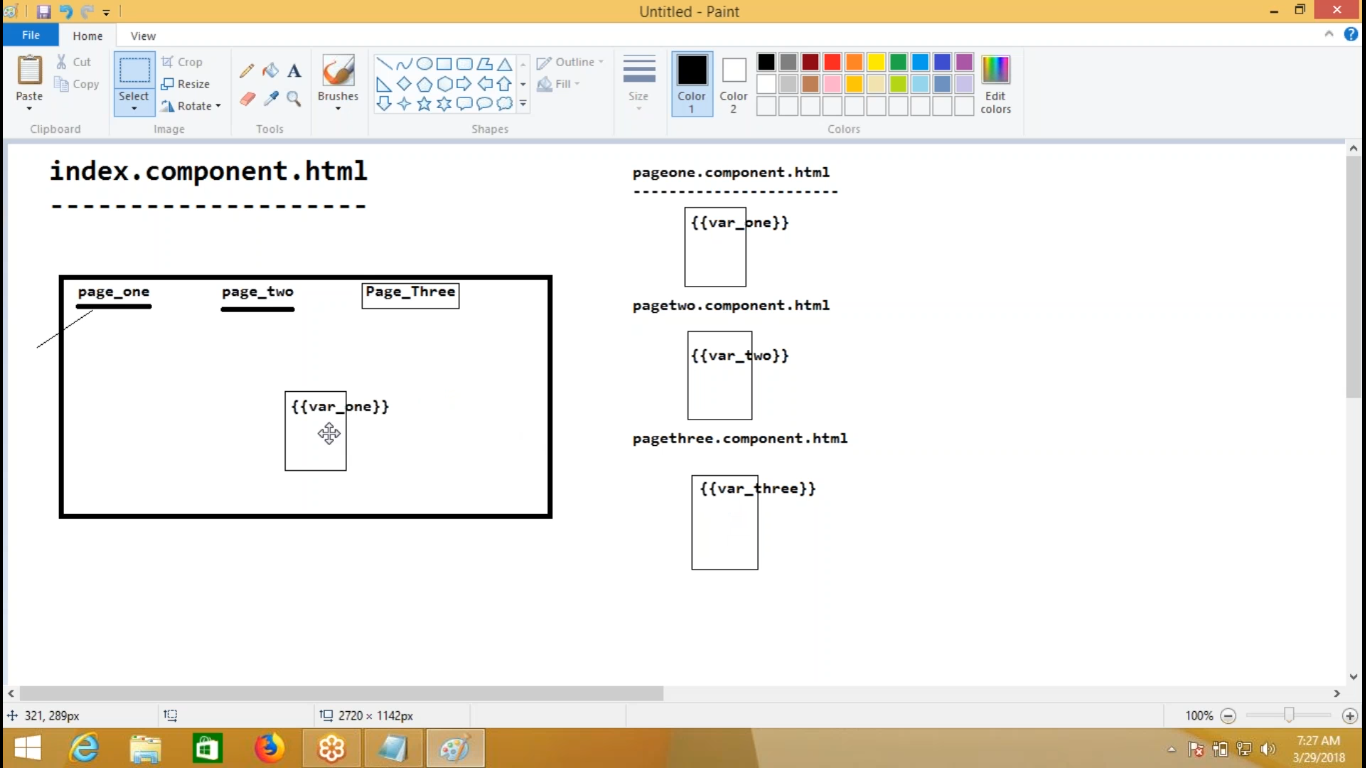 Untitled - Paint
File
Home
View
Paste
Cut
Copy
Clipboard
Select
Crop
Resize
Rotate
Image
A
Tools
Brushes
Shapes
Outline
Fill
Size
Color 1
Color 2
Edit colors
Colors
index.component.html
--------------------
page_one
page_two
Page_Three
{{var_one}}
pageone.component.html
-----------------------
{{var_one}}
pagetwo.component.html
{{var_two}}
pagethree.component.html
{{var_three}}
321, 289px
2720 × 1142px
100%
7:27 AM
3/29/2018